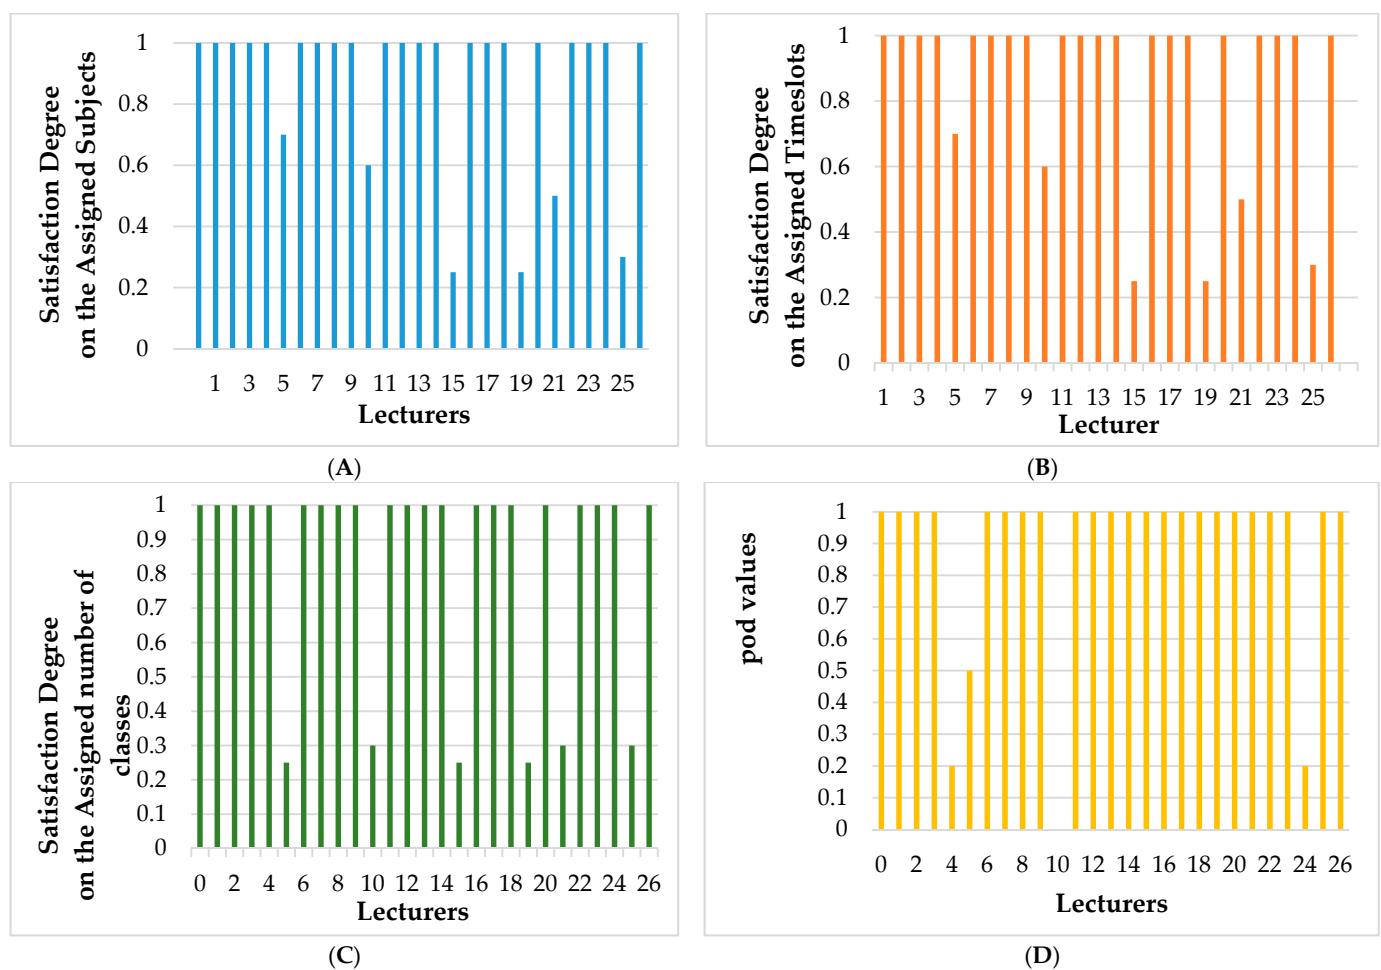 Satisfaction Degree
on the Assigned Subjects
1
0.8
0.6
0.4
0.2
0
1 3 5 7 9 11 13 15 17 19 21 23 25
Lecturers
(A)
Satisfaction Degree
on the Assigned Timeslots
1
0.8
0.6
0.4
0.2
0
1 3 5 7 9 11 13 15 17 19 21 23 25
Lecturer
(B)
Satisfaction Degree
on the Assigned number of
classes
1
0.9
0.8
0.7
0.6
0.5
0.4
0.3
0.2
0.1
0
0 2 4 6 8 10 12 14 16 18 20 22 24 26
Lecturers
(C)
pod values
1
0.9
0.8
0.7
0.6
0.5
0.4
0.3
0.2
0.1
0
0 2 4 6 8 10 12 14 16 18 20 22 24 26
Lecturers
(D)